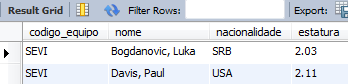 Result Grid Filter Rows: Export:
codigo_equipo nome nacionalidade estatura
SEVI Bogdanovic, Luka SRB 2.03
SEVI Davis, Paul USA 2.11